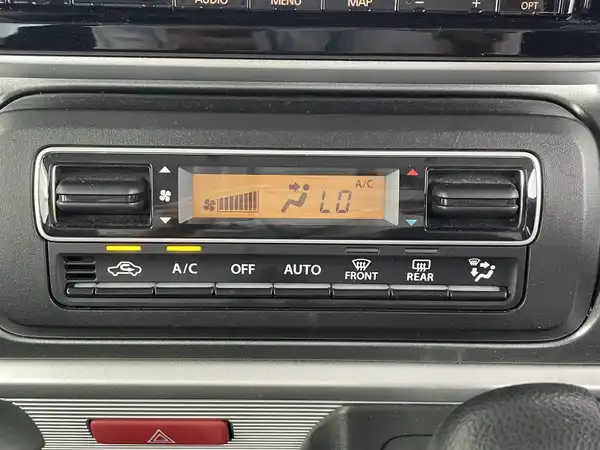 AUDIO MENU MAP − + OPT
A/C
LO
A/C OFF AUTO FRONT REAR